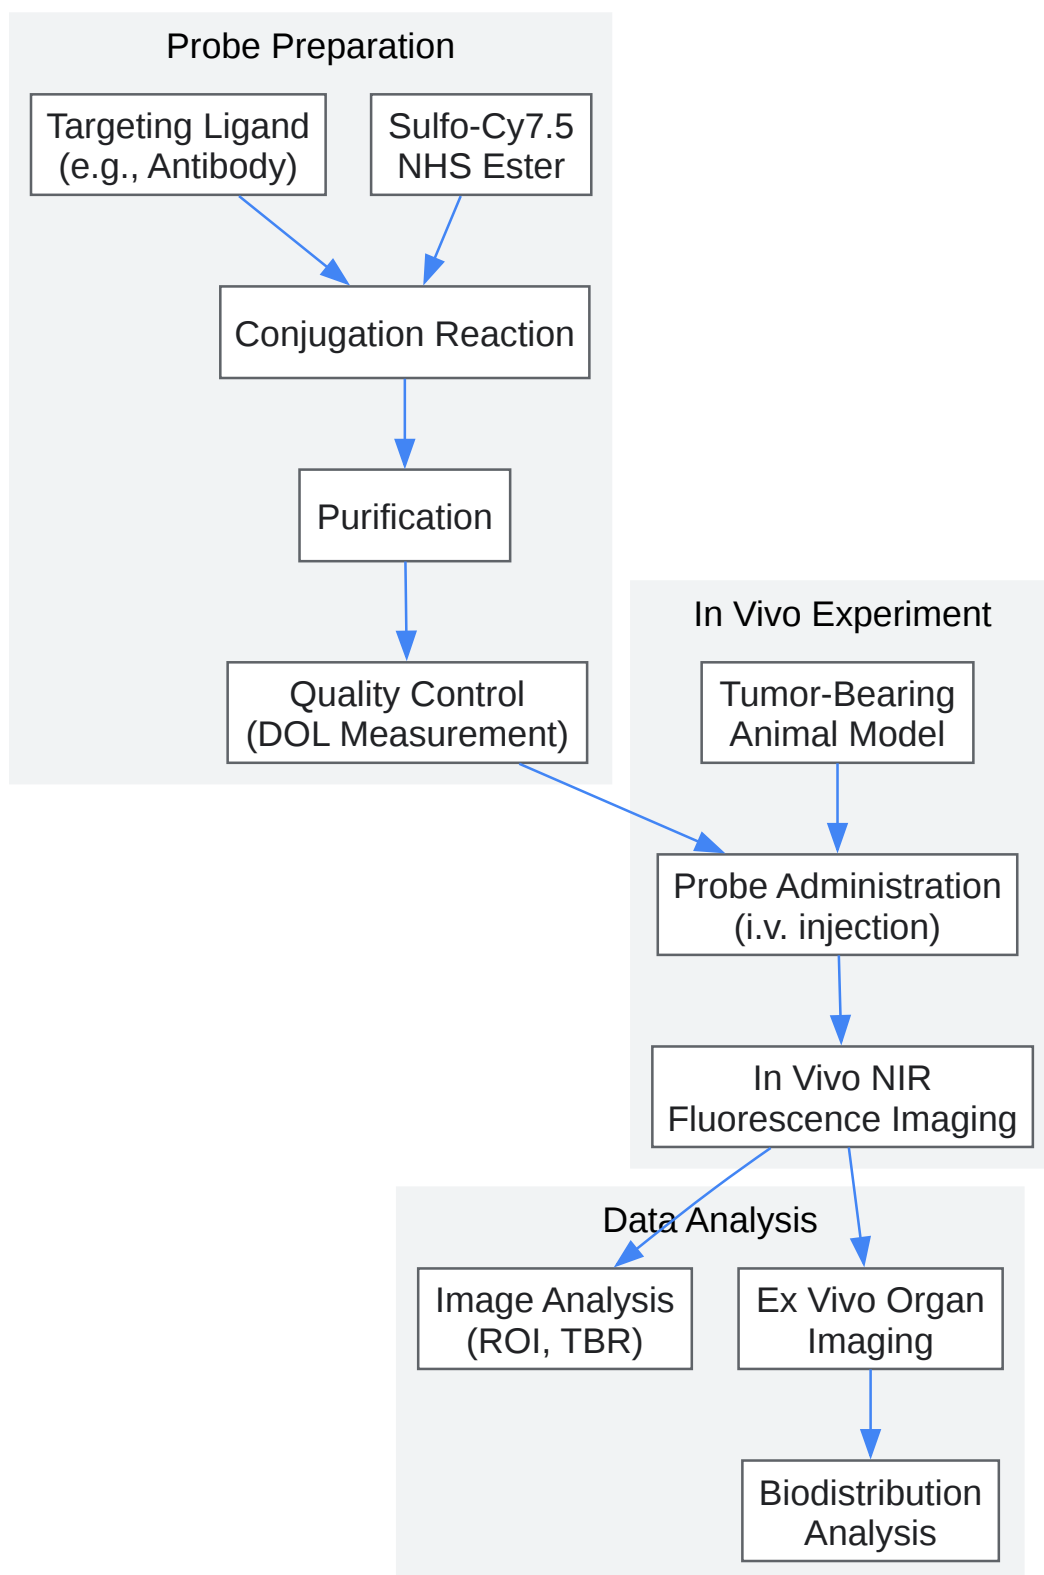 Probe Preparation
Targeting Ligand
(e.g., Antibody)
Sulfo-Cy7.5
NHS Ester
Conjugation Reaction
Purification
Quality Control
(DOL Measurement)
In Vivo Experiment
Tumor-Bearing
Animal Model
Probe Administration
(i.v. injection)
In Vivo NIR
Fluorescence Imaging
Data Analysis
Image Analysis
(ROI, TBR)
Ex Vivo Organ
Imaging
Biodistribution
Analysis